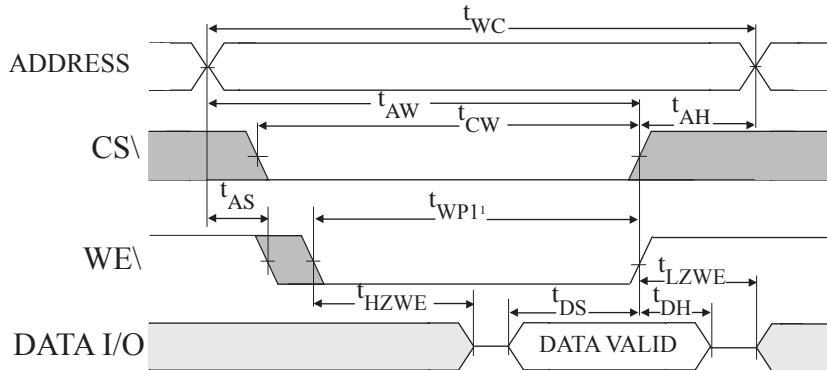 tWC
ADDRESS
tAW
tCW
tAH
CS\
tAS
tWP1¹
WE\
tLZWE
tHZWE
tDS
tDH
DATA I/O
DATA VALID